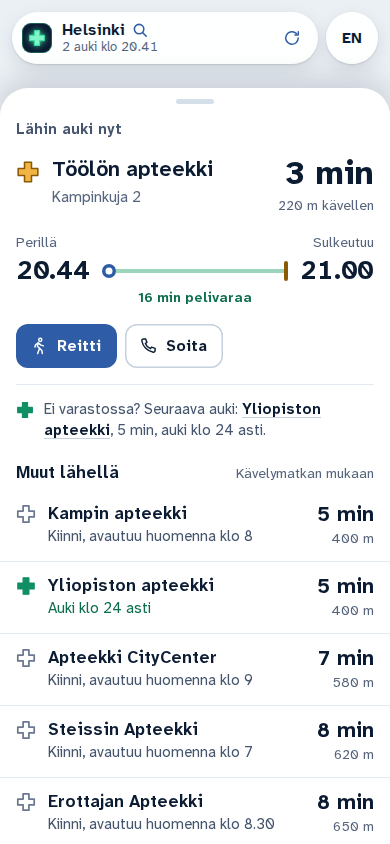 Helsinki
2 auki klo 20.41
EN
Lähin auki nyt
Töölön apteekki
3 min
Kampinkuja 2
220 m kävellen
Perillä
Sulkeutuu
20.44
21.00
16 min pelivaraa
Reitti
Soita
Ei varastossa? Seuraava auki: Yliopiston
apteekki, 5 min, auki klo 24 asti.
Muut lähellä
Kävelymatkan mukaan
Kampin apteekki
5 min
Kiinni, avautuu huomenna klo 8
400 m
Yliopiston apteekki
5 min
Auki klo 24 asti
400 m
Apteekki CityCenter
7 min
Kiinni, avautuu huomenna klo 9
580 m
Steissin Apteekki
8 min
Kiinni, avautuu huomenna klo 7
620 m
Erottajan Apteekki
8 min
Kiinni, avautuu huomenna klo 8.30
650 m